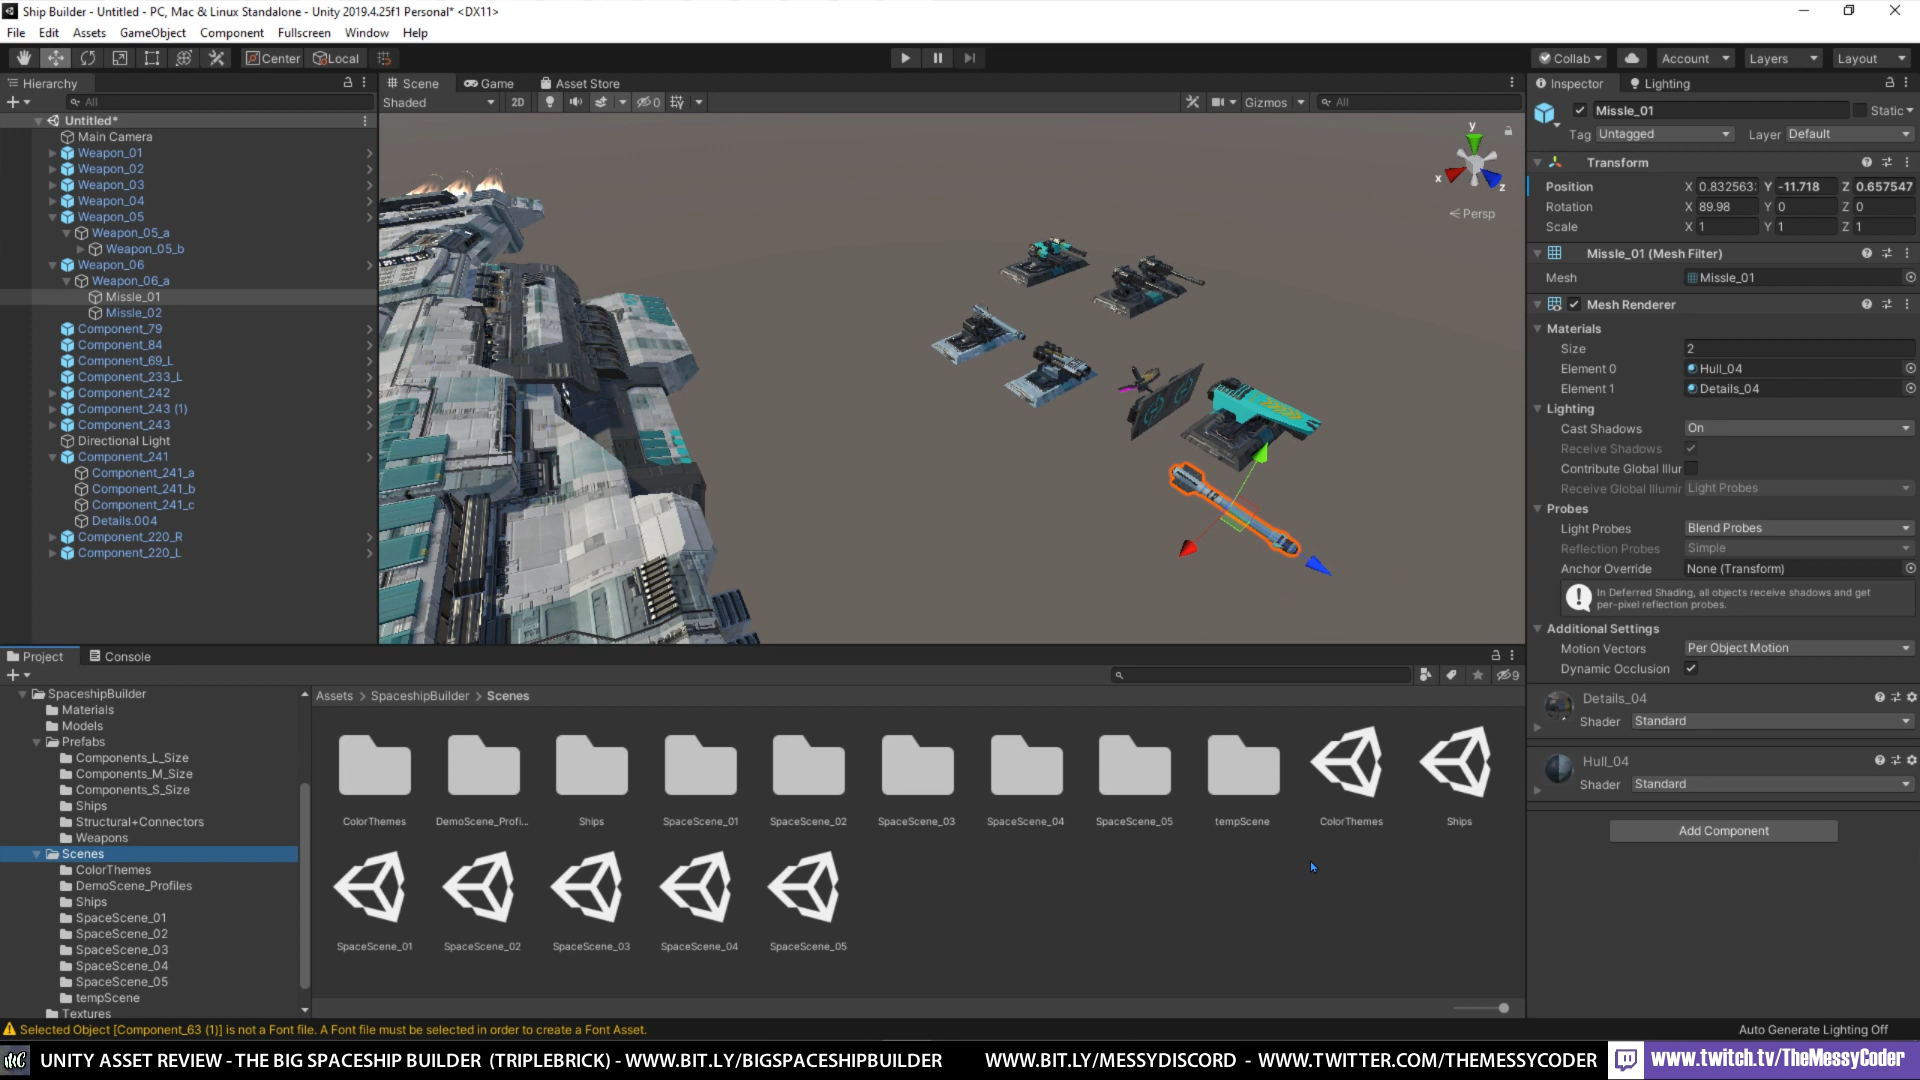 Ship Builder - Untitled - PC, Mac & Linux Standalone - Unity 2019.4.25f1 Personal* <DX11>
File Edit Assets GameObject Component Fullscreen Window Help
Center Local Collab Account Layers Layout
Hierarchy
All
Untitled*
Main Camera
Weapon_01
Weapon_02
Weapon_03
Weapon_04
Weapon_05
Weapon_05_a
Weapon_05_b
Weapon_06
Weapon_06_a
Missle_01
Missle_02
Component_79
Component_84
Component_69_L
Component_233_L
Component_242
Component_243 (1)
Component_243
Directional Light
Component_241
Component_241_a
Component_241_b
Component_241_c
Details.004
Component_220_R
Component_220_L
Scene Game Asset Store
Shaded 2D 0 Gizmos All
y
x
z
Persp
Inspector Lighting
Missle_01 Static
Tag Untagged Layer Default
Transform
Position X 0.832563 Y -11.718 Z 0.657547
Rotation X 89.98 Y 0 Z 0
Scale X 1 Y 1 Z 1
Missle_01 (Mesh Filter)
Mesh Missle_01
Mesh Renderer
Materials
Size 2
Element 0 Hull_04
Element 1 Details_04
Lighting
Cast Shadows On
Receive Shadows
Contribute Global Illur
Receive Global Illumir Light Probes
Probes
Light Probes Blend Probes
Reflection Probes Simple
Anchor Override None (Transform)
In Deferred Shading, all objects receive shadows and get
per-pixel reflection probes.
Additional Settings
Motion Vectors Per Object Motion
Dynamic Occlusion
Details_04
Shader Standard
Hull_04
Shader Standard
Add Component
Project Console
9
SpaceshipBuilder
Materials
Models
Prefabs
Components_L_Size
Components_M_Size
Components_S_Size
Ships
Structural+Connectors
Weapons
Scenes
ColorThemes
DemoScene_Profiles
Ships
SpaceScene_01
SpaceScene_02
SpaceScene_03
SpaceScene_04
SpaceScene_05
tempScene
Textures
Assets > SpaceshipBuilder > Scenes
ColorThemes DemoScene_Profi... Ships SpaceScene_01 SpaceScene_02 SpaceScene_03 SpaceScene_04 SpaceScene_05 tempScene ColorThemes Ships
SpaceScene_01 SpaceScene_02 SpaceScene_03 SpaceScene_04 SpaceScene_05
Selected Object [Component_63 (1)] is not a Font file. A Font file must be selected in order to create a Font Asset.
Auto Generate Lighting Off
UNITY ASSET REVIEW - THE BIG SPACESHIP BUILDER (TRIPLEBRICK) - WWW.BIT.LY/BIGSPACESHIPBUILDER WWW.BIT.LY/MESSYDISCORD - WWW.TWITTER.COM/THEMESSYCODER www.twitch.tv/TheMessyCoder